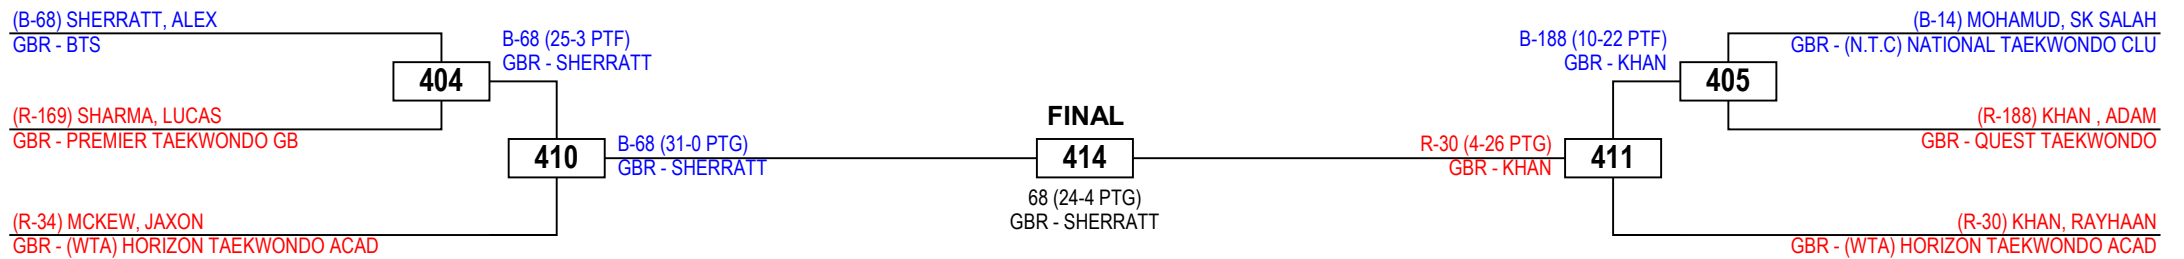 (B-68) SHERRATT, ALEX
GBR - BTS
B-68 (25-3 PTF)
GBR - SHERRATT
404
(R-169) SHARMA, LUCAS
GBR - PREMIER TAEKWONDO GB
410
B-68 (31-0 PTG)
GBR - SHERRATT
(R-34) MCKEW, JAXON
GBR - (WTA) HORIZON TAEKWONDO ACAD
FINAL
414
68 (24-4 PTG)
GBR - SHERRATT
(B-14) MOHAMUD, SK SALAH
GBR - (N.T.C) NATIONAL TAEKWONDO CLU
B-188 (10-22 PTF)
GBR - KHAN
405
(R-188) KHAN , ADAM
GBR - QUEST TAEKWONDO
R-30 (4-26 PTG)
GBR - KHAN
411
(R-30) KHAN, RAYHAAN
GBR - (WTA) HORIZON TAEKWONDO ACAD